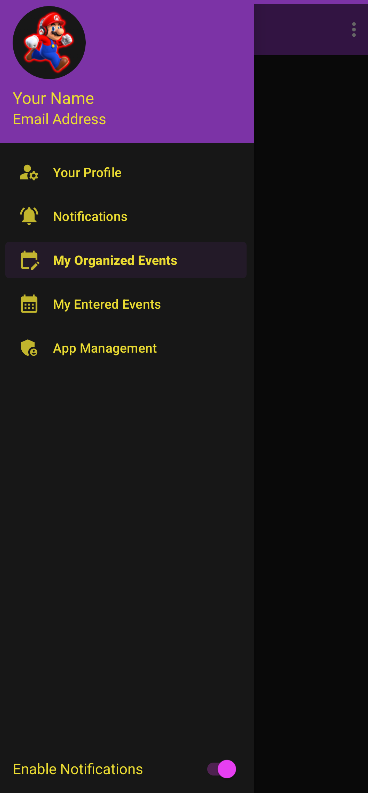 Your Name
Email Address
Your Profile
Notifications
My Organized Events
My Entered Events
App Management
Enable Notifications